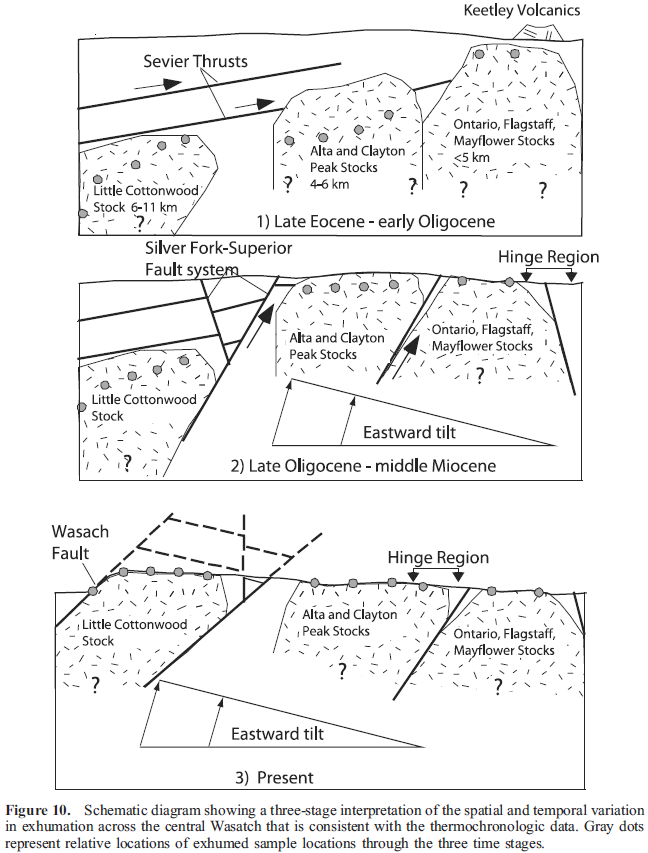 Keetley Volcanics
Sevier Thrusts
Ontario, Flagstaff,
Mayflower Stocks
<5 km
Alta and Clayton
Peak Stocks
4-6 km
Little Cottonwood
Stock 6-11 km
?
?
?
?
?
1) Late Eocene - early Oligocene
Silver Fork-Superior
Fault system
Hinge Region
Alta and Clayton
Peak Stocks
Ontario, Flagstaff,
Mayflower Stocks
?
Little Cottonwood
Stock
?
Eastward tilt
2) Late Oligocene - middle Miocene
Wasach
Fault
Hinge Region
Little Cottonwood
Stock
Alta and Clayton
Peak Stocks
Ontario, Flagstaff,
Mayflower Stocks
?
?
?
Eastward tilt
3) Present
Figure 10. Schematic diagram showing a three-stage interpretation of the spatial and temporal variation
in exhumation across the central Wasatch that is consistent with the thermochronologic data. Gray dots
represent relative locations of exhumed sample locations through the three time stages.